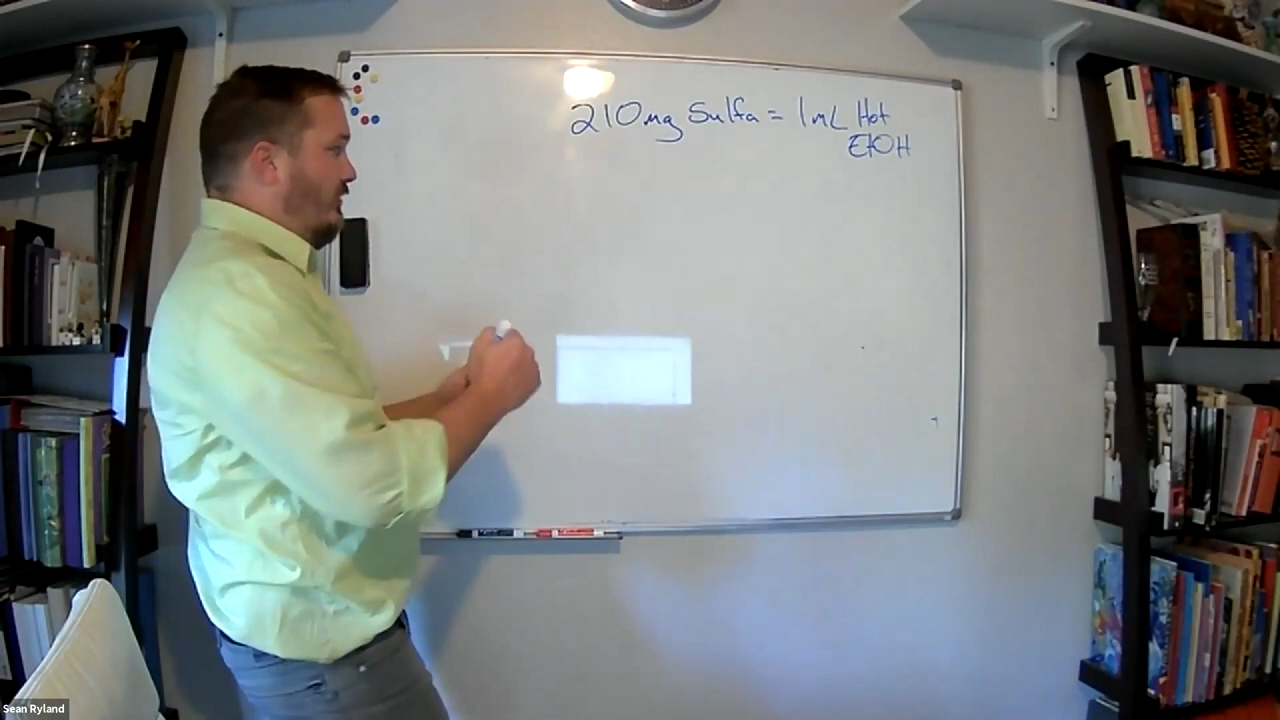 210mg Sulfa = 1mL Hot
EtOH
Sean Ryland